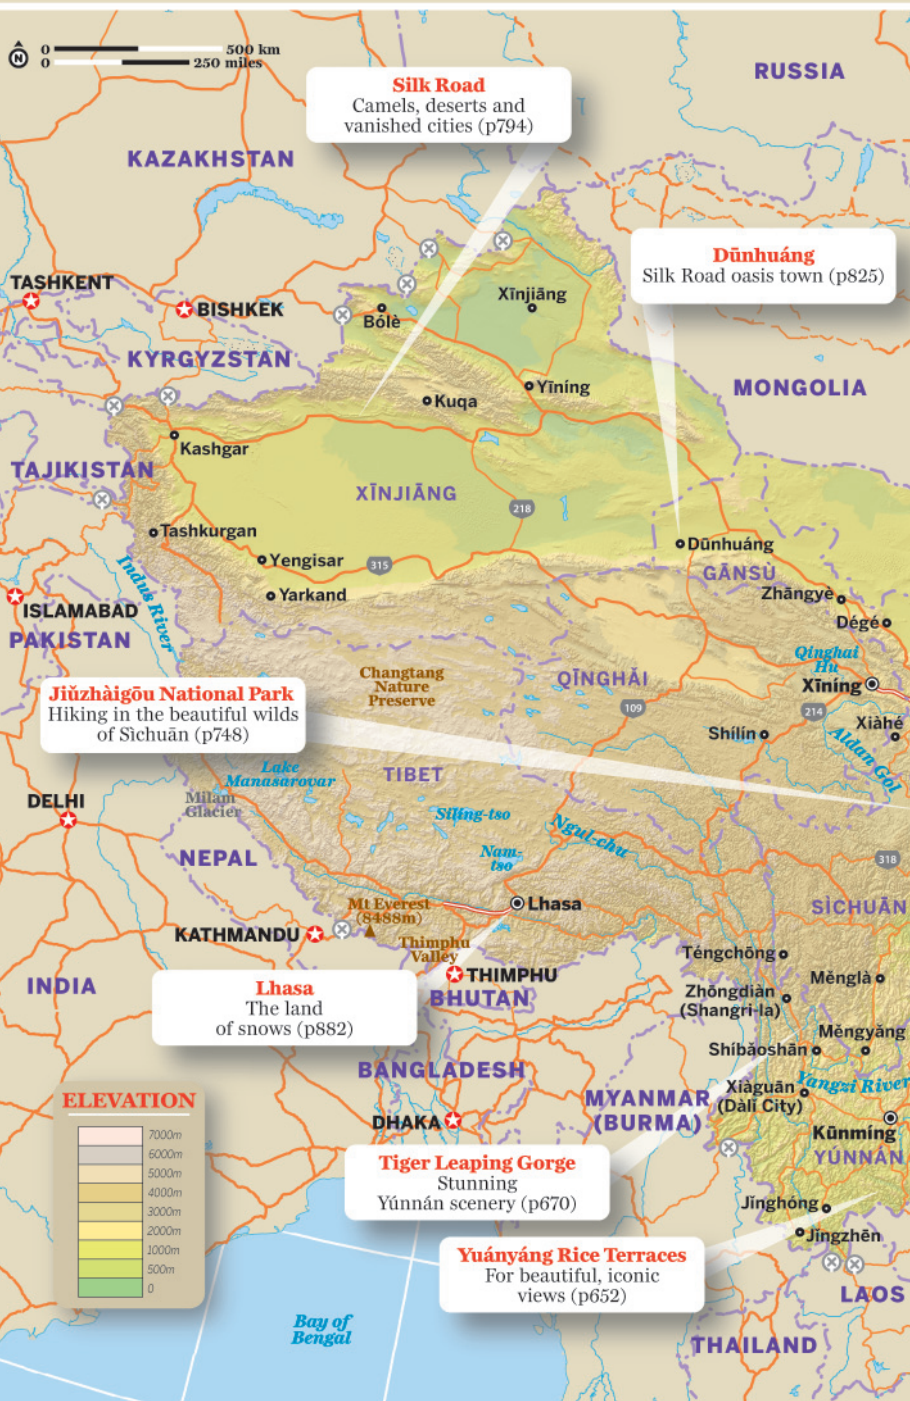 N
0 500 km
0 250 miles
RUSSIA
Silk Road
Camels, deserts and
vanished cities (p794)
KAZAKHSTAN
Dūnhuáng
Silk Road oasis town (p825)
TASHKENT
BISHKEK
Xīnjiāng
Bólè
KYRGYZSTAN
Yīníng
MONGOLIA
Kuqa
Kashgar
TAJIKISTAN
XĪNJIĀNG
218
Tashkurgan
Dūnhuáng
Yengisar
315
GĀNSÙ
Indus River
Yarkand
Zhāngyè
ISLAMABAD
Dégé
PAKISTAN
Qinghai
Hu
Changtang
Nature
Preserve
QĪNGHĂI
Xīníng
Jiǔzhàigōu National Park
Hiking in the beautiful wilds
of Sìchuān (p748)
109
214
Xiàhé
Shílín
Aldan Gol
Lake
Manasarovar
TIBET
DELHI
Milam
Glacier
Siling-tso
Ngul-chu
NEPAL
Nam-
tso
318
Mt Everest
(8488m)
Lhasa
SÌCHUĀN
KATHMANDU
Thimphu
Valley
Téngchōng
THIMPHU
Měnglà
INDIA
Lhasa
The land
of snows (p882)
BHUTAN
Zhōngdiàn
(Shangri-la)
Měngyǎng
Shíbǎoshān
BANGLADESH
Yangzi River
ELEVATION
MYANMAR
(BURMA)
Xiàguān
(Dàlǐ City)
DHAKA
7000m
6000m
5000m
4000m
3000m
2000m
1000m
500m
0
Kūnmíng
YÚNNÁN
Tiger Leaping Gorge
Stunning
Yúnnán scenery (p670)
Jǐnghóng
Jǐngzhēn
Yuányáng Rice Terraces
For beautiful, iconic
views (p652)
LAOS
Bay of
Bengal
THAILAND